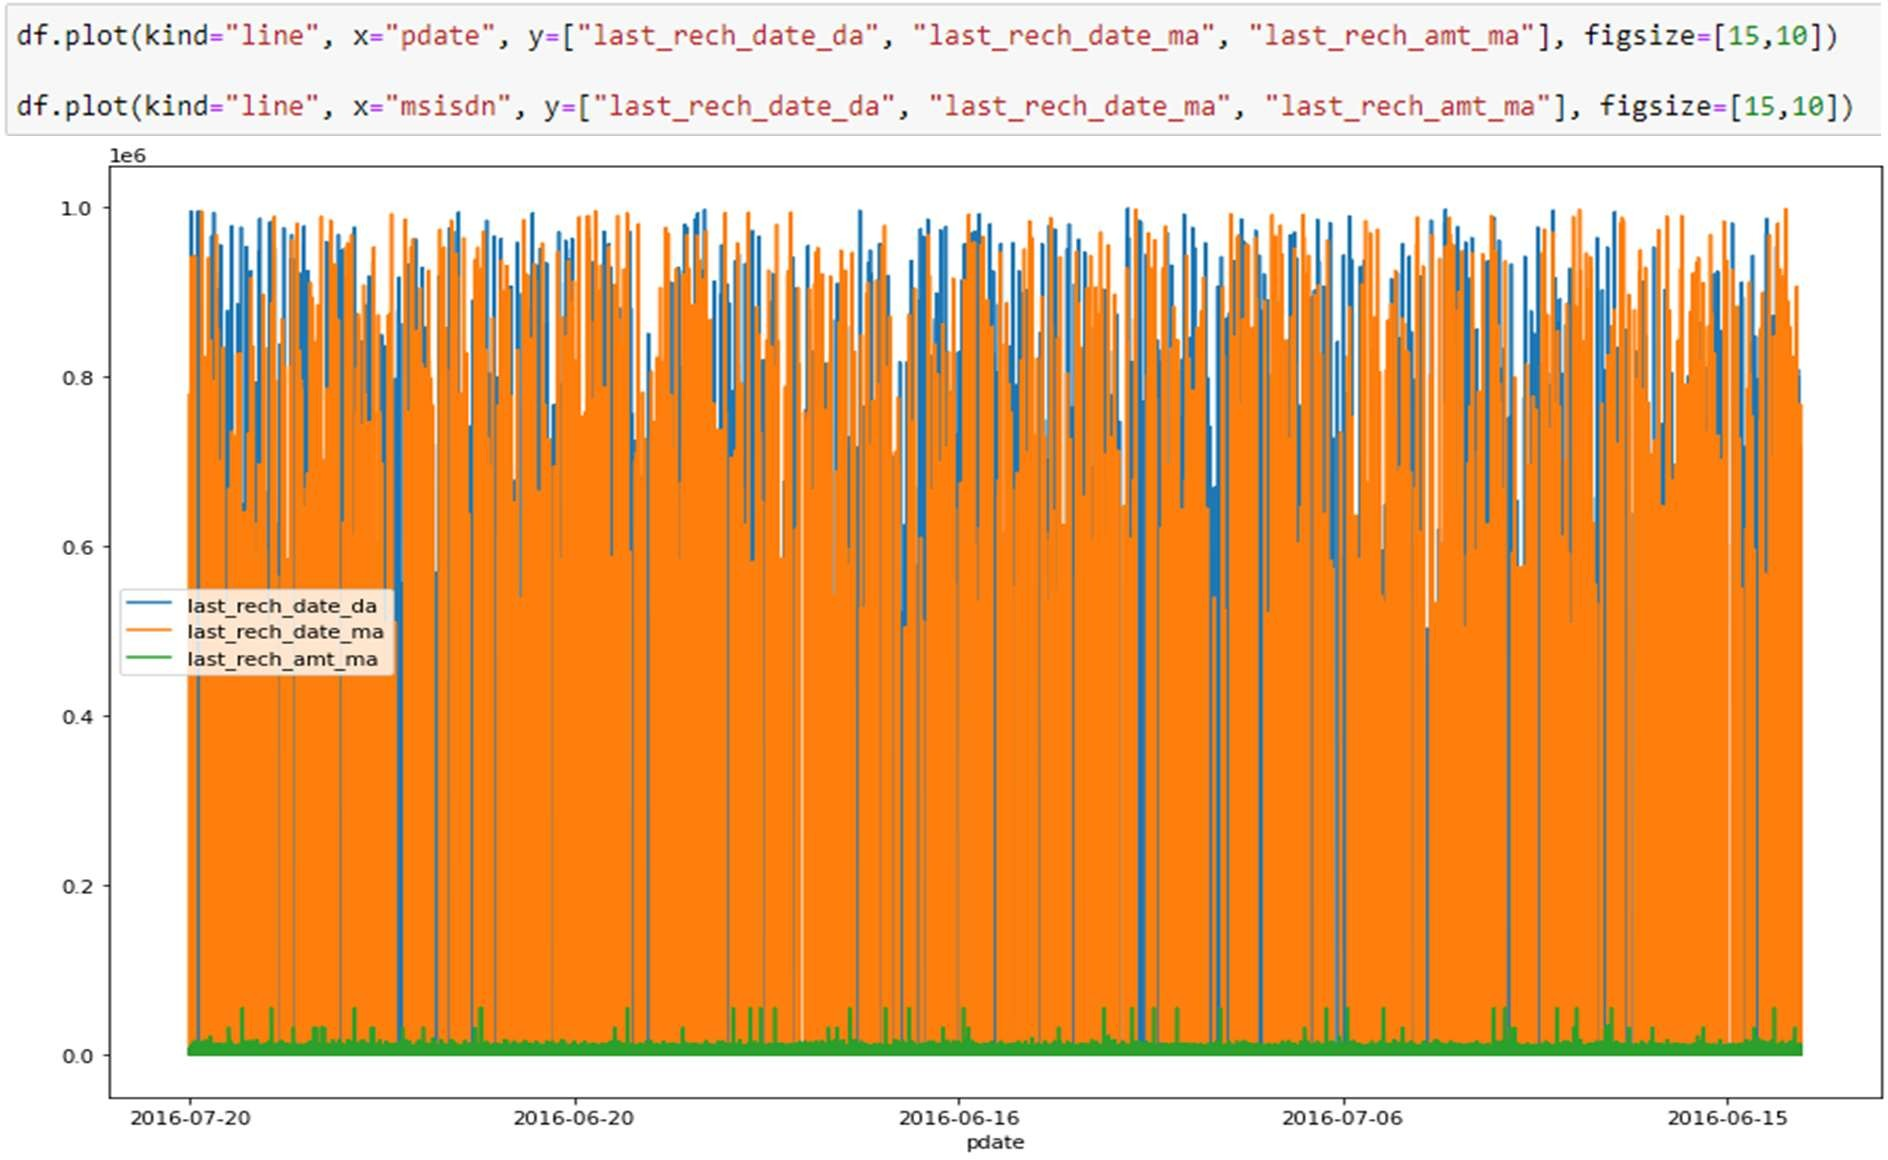 df.plot(kind="line", x="pdate", y=["last_rech_date_da", "last_rech_date_ma", "last_rech_amt_ma"], figsize=[15,10])
df.plot(kind="line", x="msisdn", y=["last_rech_date_da", "last_rech_date_ma", "last_rech_amt_ma"], figsize=[15,10])
1e6
1.0
0.8
0.6
last_rech_date_da
last_rech_date_ma
last_rech_amt_ma
0.4
0.2
0.0
2016-07-20 2016-06-20 2016-06-16 2016-07-06 2016-06-15
pdate